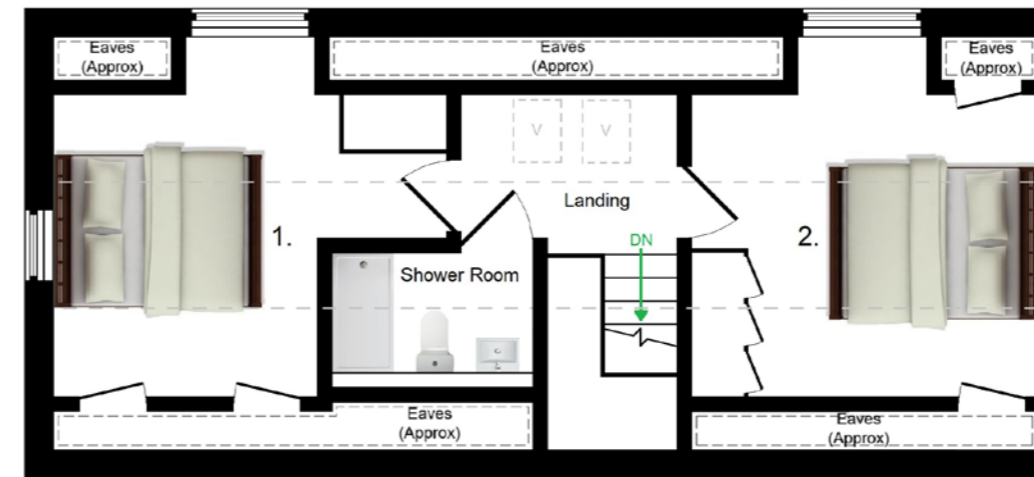 Eaves
(Approx)
Eaves
(Approx)
Eaves
(Approx)
V
V
Landing
1.
2.
DN
Shower Room
Eaves
(Approx)
Eaves
(Approx)